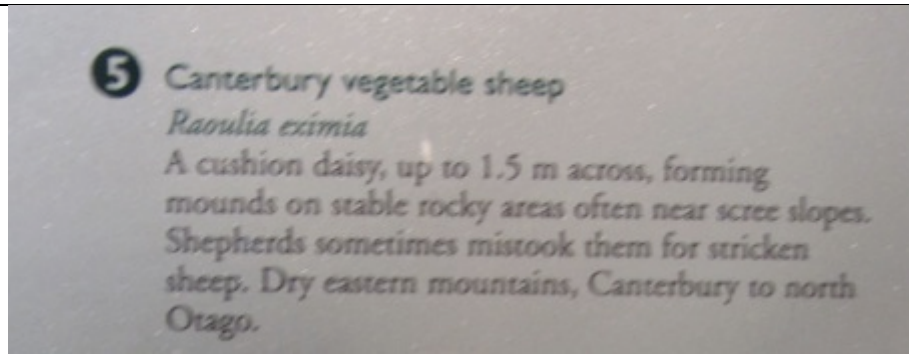 5 Canterbury vegetable sheep
Raoulia eximia
A cushion daisy, up to 1.5 m across, forming
mounds on stable rocky areas often near scree slopes.
Shepherds sometimes mistook them for stricken
sheep. Dry eastern mountains, Canterbury to north
Otago.